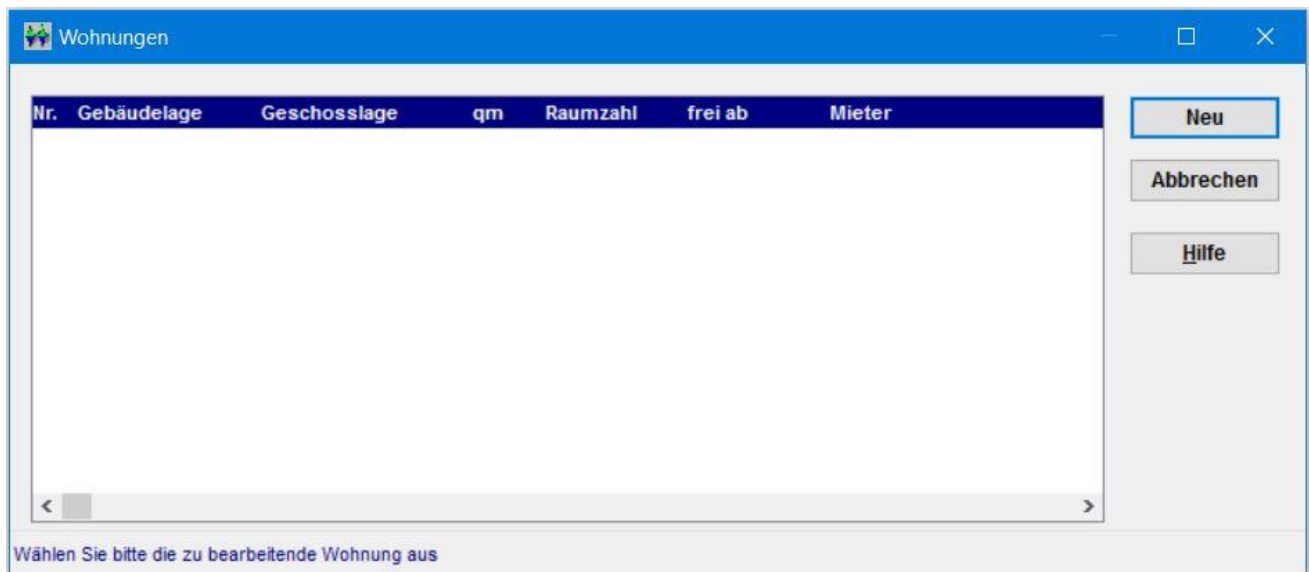 Wohnungen
Nr. Gebäudelage Geschosslage qm Raumzahl frei ab Mieter
Neu
Abbrechen
Hilfe
Wählen Sie bitte die zu bearbeitende Wohnung aus